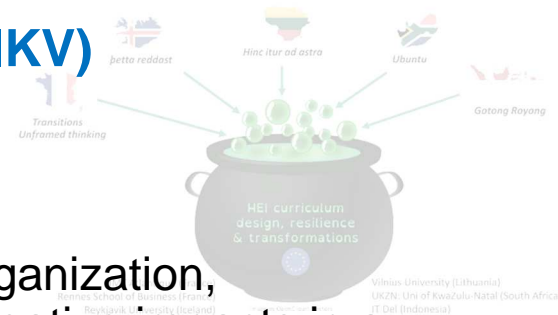 KV)
þetta reddast
Hinc itur ad astra
Ubuntu
Transitions
Unframed thinking
Gotong Royong
HEI curriculum
design, resilience
& transformations
ganization,
Rennes School of Business (France)
Reykjavik University (Iceland)
Vilnius University (Lithuania)
UKZN: Uni of KwaZulu-Natal (South Africa)
IT Del (Indonesia)